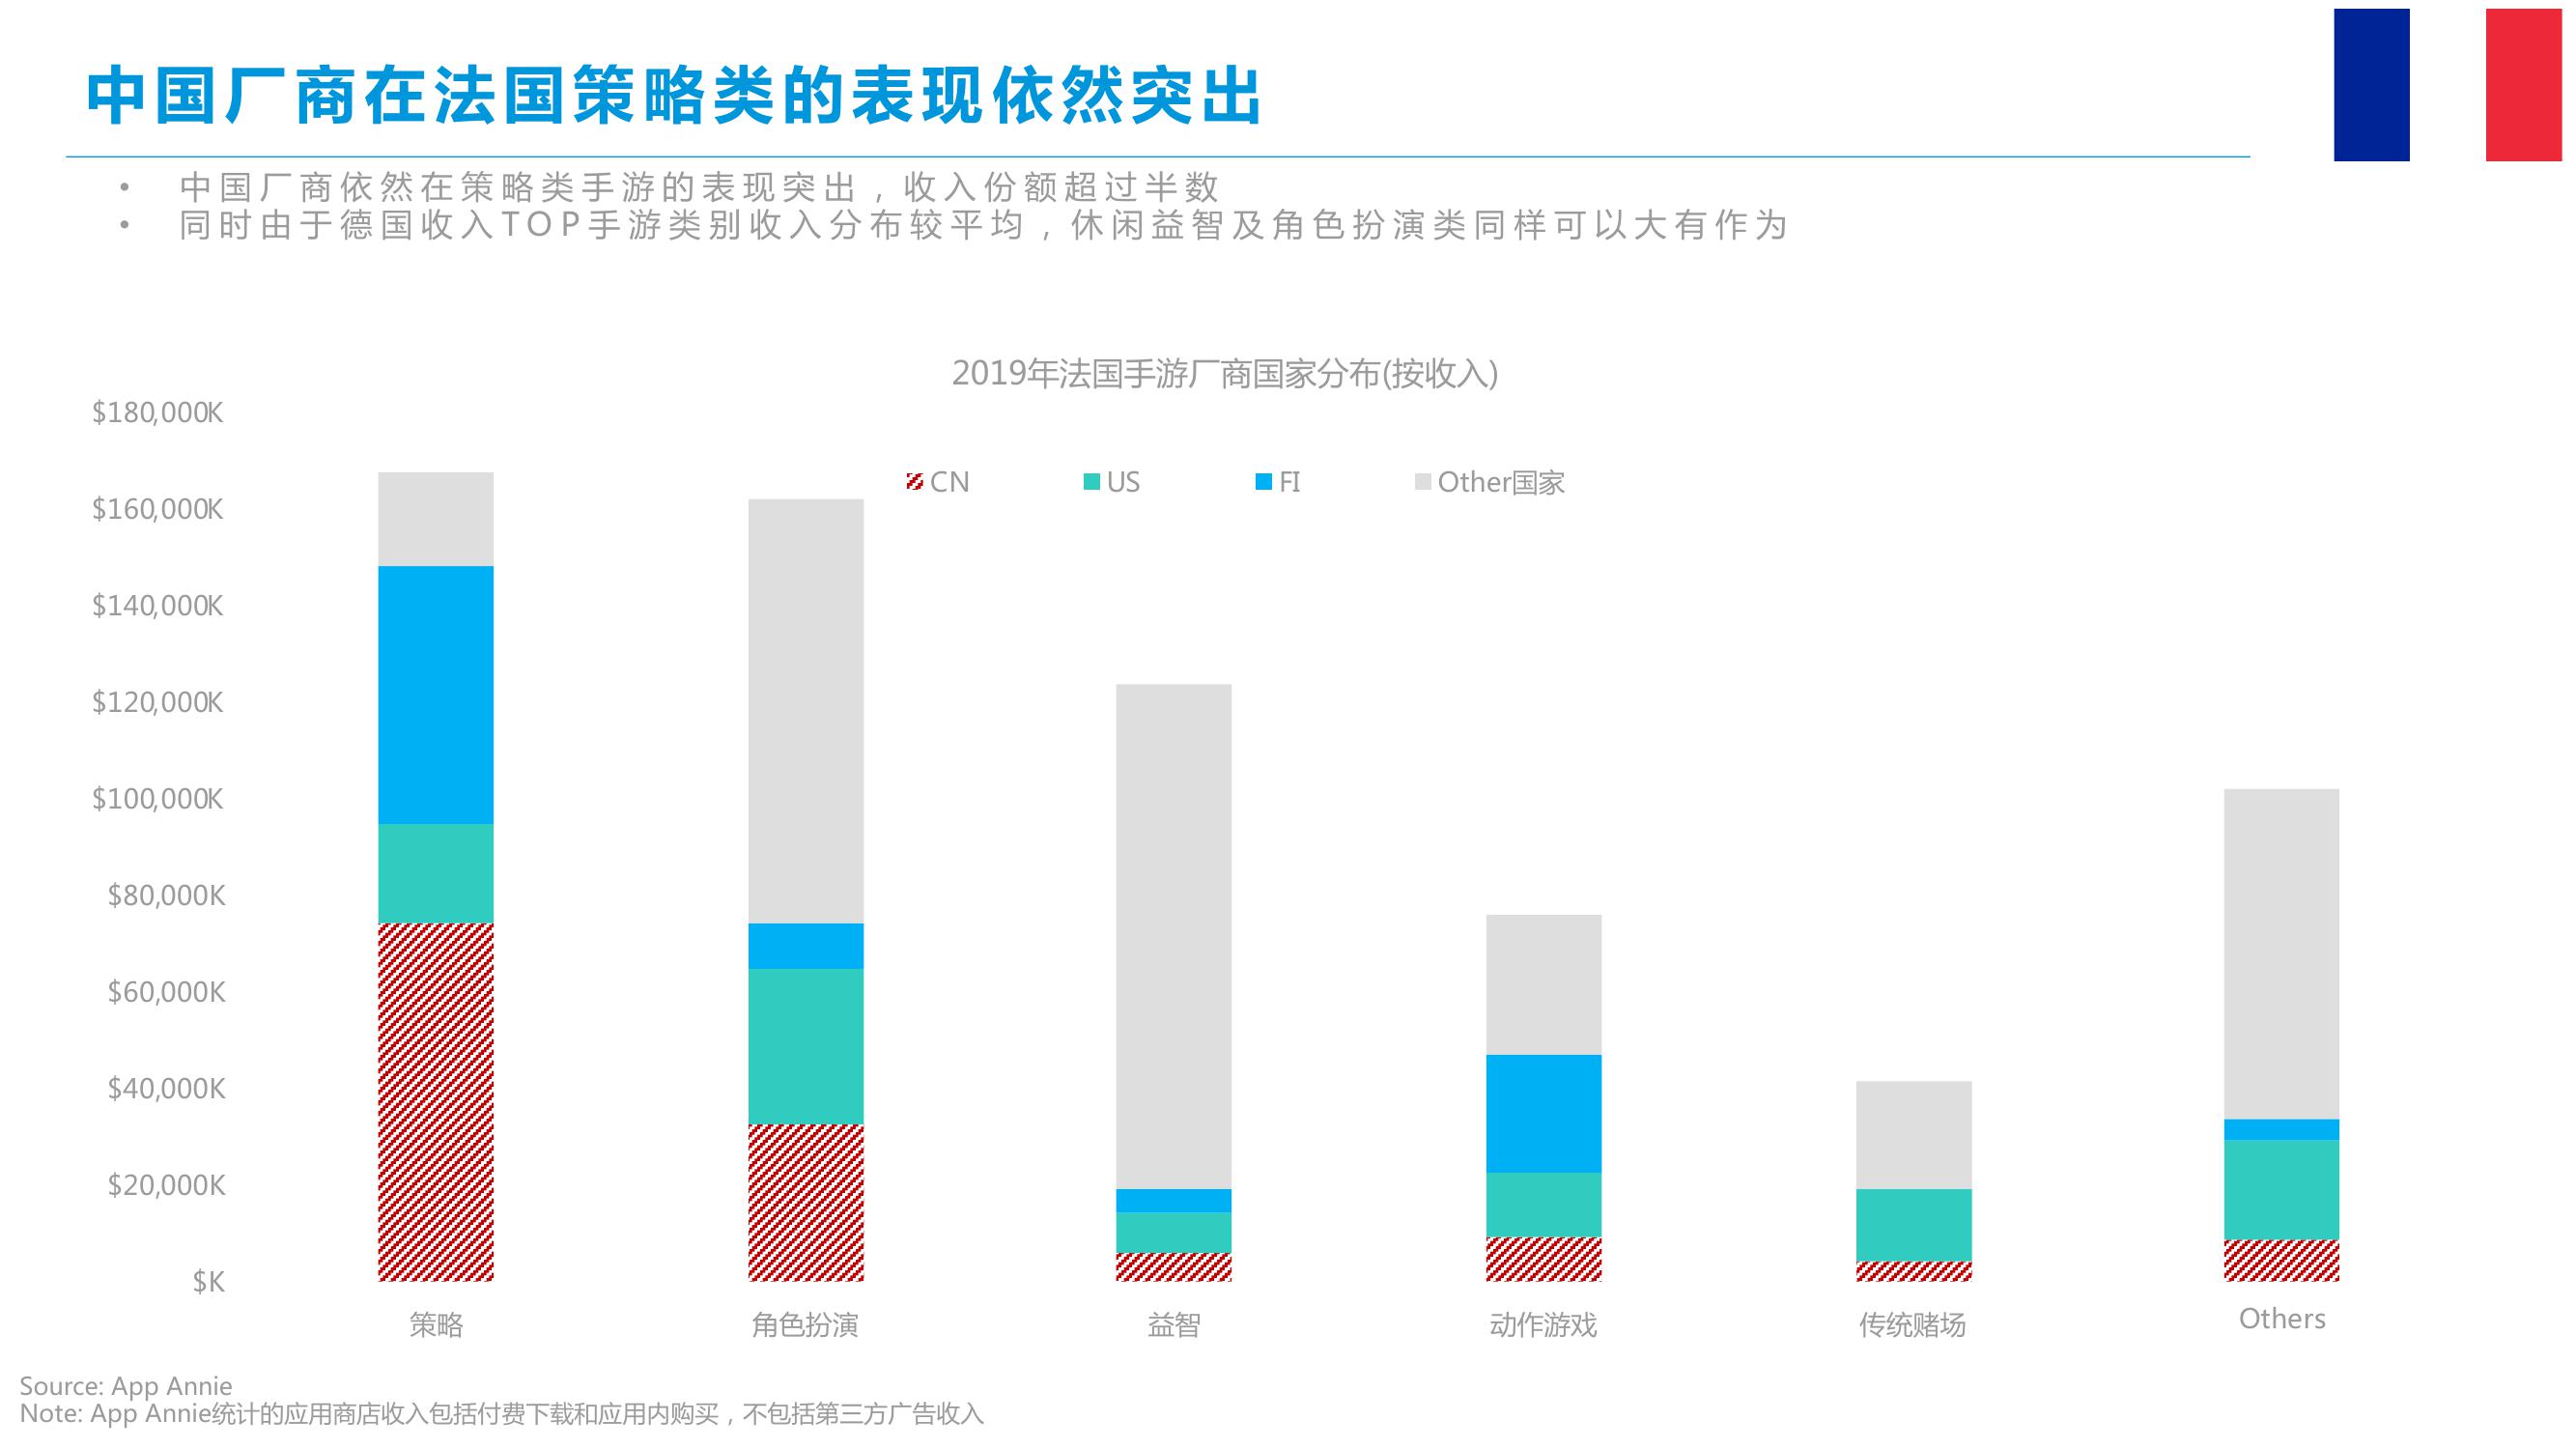 中国厂商在法国策略类的表现依然突出
• 中国厂商依然在策略类手游的表现突出，收入份额超过半数
• 同时由于德国收入TOP手游类别收入分布较平均，休闲益智及角色扮演类同样可以大有作为
2019年法国手游厂商国家分布(按收入)
CN US FI Other国家
$180,000K
$160,000K
$140,000K
$120,000K
$100,000K
$80,000K
$60,000K
$40,000K
$20,000K
$K
策略 角色扮演 益智 动作游戏 传统赌场 Others
Source: App Annie
Note: App Annie统计的应用商店收入包括付费下载和应用内购买，不包括第三方广告收入